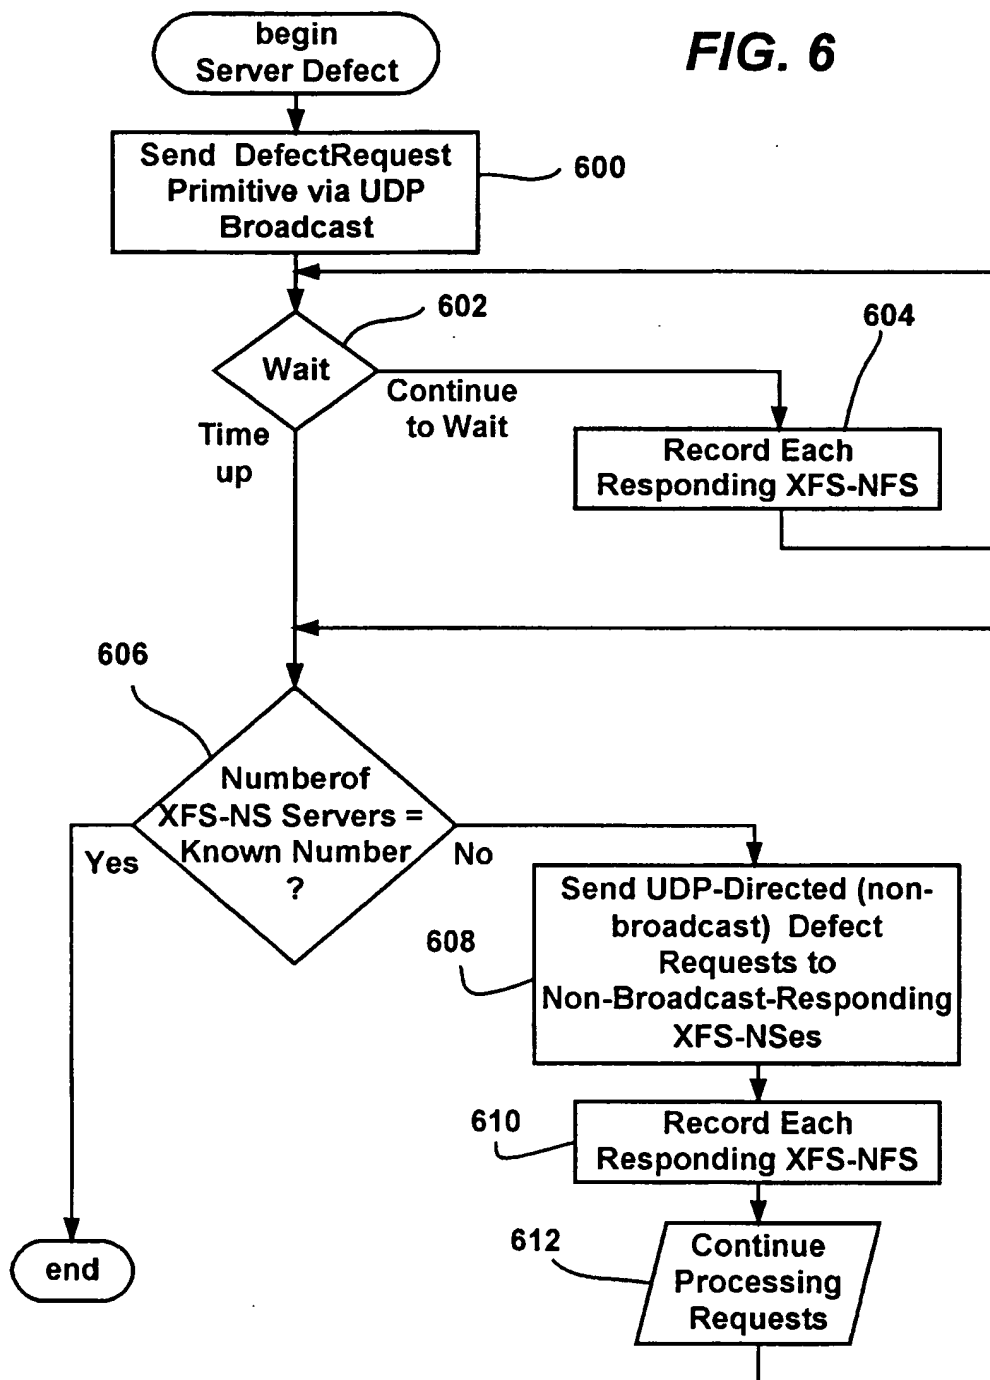 begin
Server Defect
FIG. 6
Send DefectRequest
Primitive via UDP
Broadcast
600
602
Wait
Continue
to Wait
Time
up
604
Record Each
Responding XFS-NFS
606
Numberof
XFS-NS Servers =
Known Number
?
Yes
No
608
Send UDP-Directed (non-
broadcast) Defect
Requests to
Non-Broadcast-Responding
XFS-NSes
610
Record Each
Responding XFS-NFS
612
Continue
Processing
Requests
end